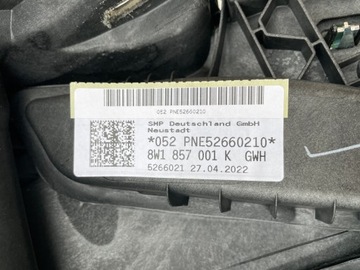 052 PNE52660210
SHP Deutschland GmbH
Neustadt
*052 PNE52660210*
8W1 857 001 K GWH
5266021 27.04.2022